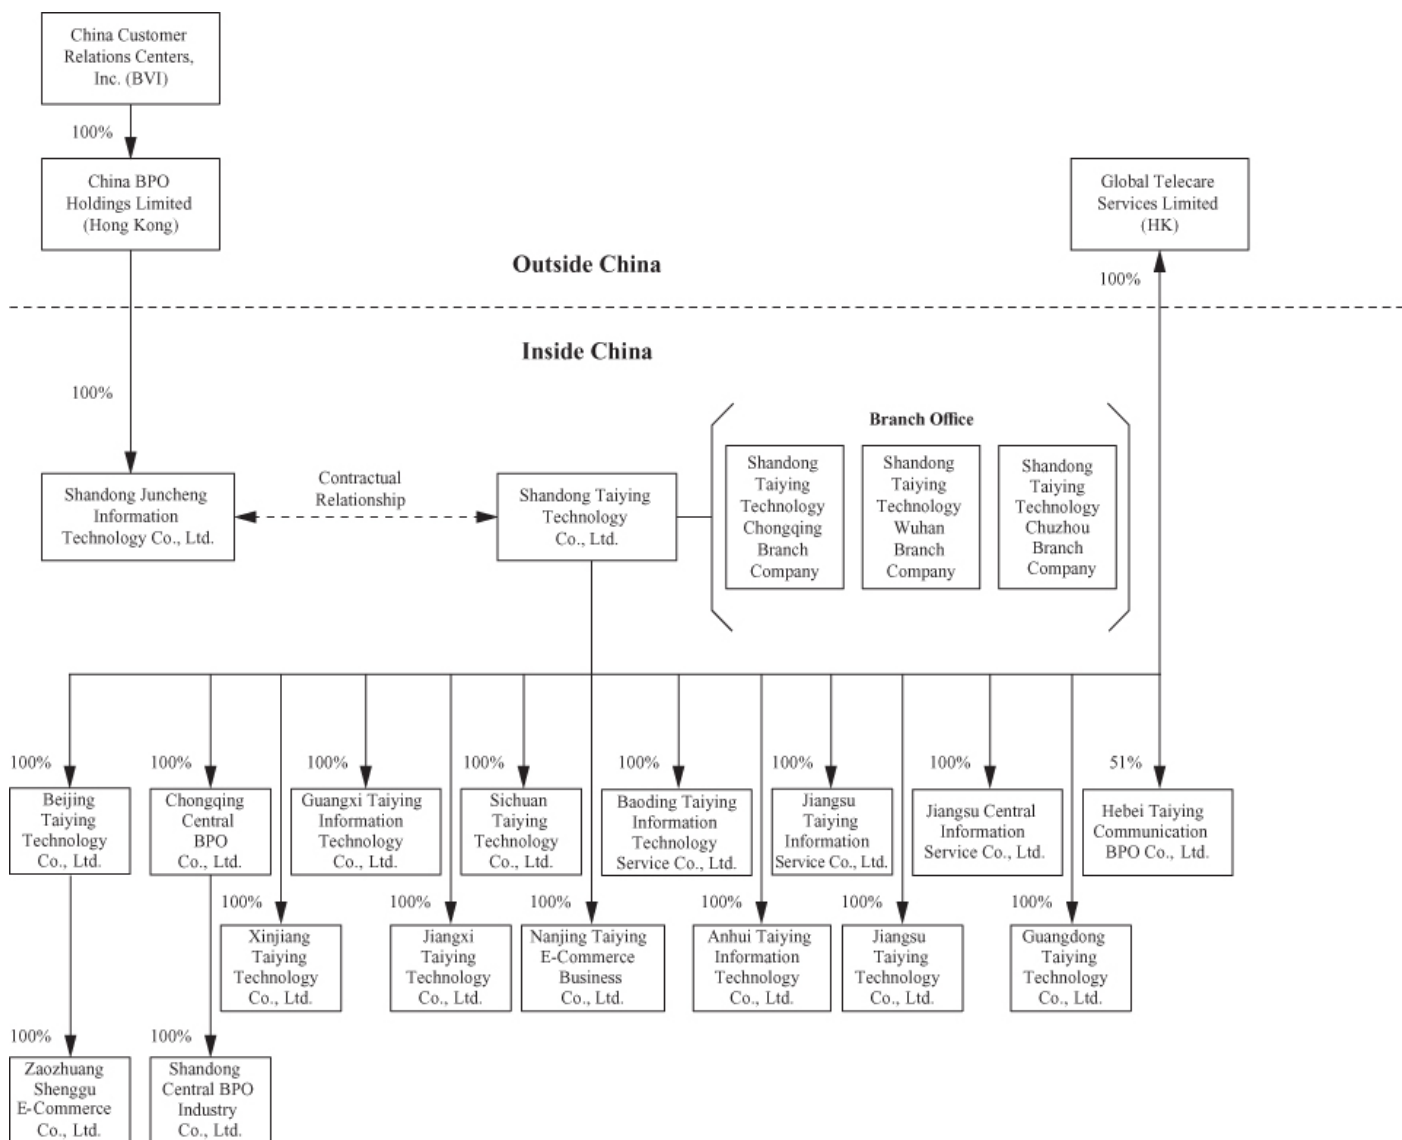 China Customer
Relations Centers,
Inc. (BVI)
100%
China BPO
Holdings Limited
(Hong Kong)
Global Telecare
Services Limited
(HK)
Outside China
100%
Inside China
100%
Branch Office
Shandong Juncheng
Information
Technology Co., Ltd.
Contractual
Relationship
Shandong Taiying
Technology
Co., Ltd.
Shandong
Taiying
Technology
Chongqing
Branch
Company
Shandong
Taiying
Technology
Wuhan
Branch
Company
Shandong
Taiying
Technology
Chuzhou
Branch
Company
100%
100%
100%
100%
100%
100%
100%
51%
Beijing
Taiying
Technology
Co., Ltd.
Chongqing
Central
BPO
Co., Ltd.
Guangxi Taiying
Information
Technology
Co., Ltd.
Sichuan
Taiying
Technology
Co., Ltd.
Baoding Taiying
Information
Technology
Service Co., Ltd.
Jiangsu
Taiying
Information
Service Co., Ltd.
Jiangsu Central
Information
Service Co., Ltd.
Hebei Taiying
Communication
BPO Co., Ltd.
100%
100%
100%
100%
100%
100%
Xinjiang
Taiying
Technology
Co., Ltd.
Jiangxi
Taiying
Technology
Co., Ltd.
Nanjing Taiying
E-Commerce
Business
Co., Ltd.
Anhui Taiying
Information
Technology
Co., Ltd.
Jiangsu
Taiying
Technology
Co., Ltd.
Guangdong
Taiying
Technology
Co., Ltd.
100%
100%
Zaozhuang
Shenggu
E-Commerce
Co., Ltd.
Shandong
Central BPO
Industry
Co., Ltd.